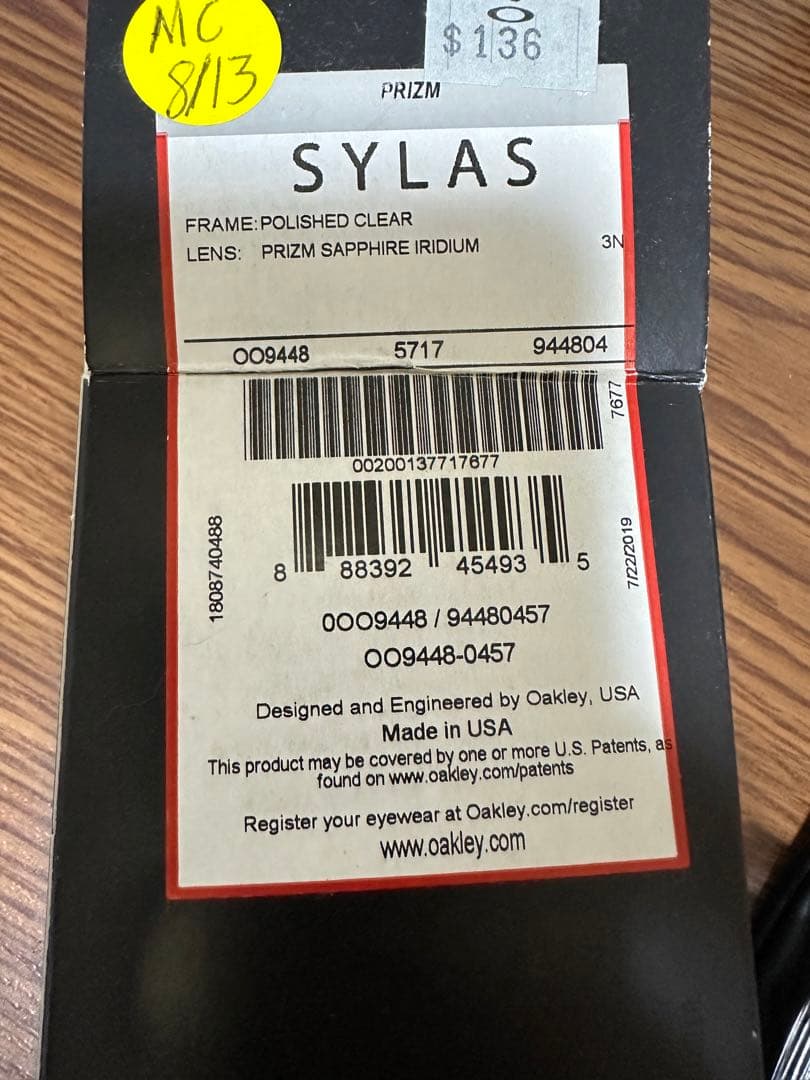 MC
8/13
$136
PRIZM
SYLAS
FRAME: POLISHED CLEAR
LENS: PRIZM SAPPHIRE IRIDIUM 3N
OO9448 5717 944804
7677
00200137717677
1808740488
7/22/2019
8 88392 45493 5
0OO9448 / 94480457
OO9448-0457
Designed and Engineered by Oakley, USA
Made in USA
This product may be covered by one or more U.S. Patents, as
found on www.oakley.com/patents
Register your eyewear at Oakley.com/register
www.oakley.com